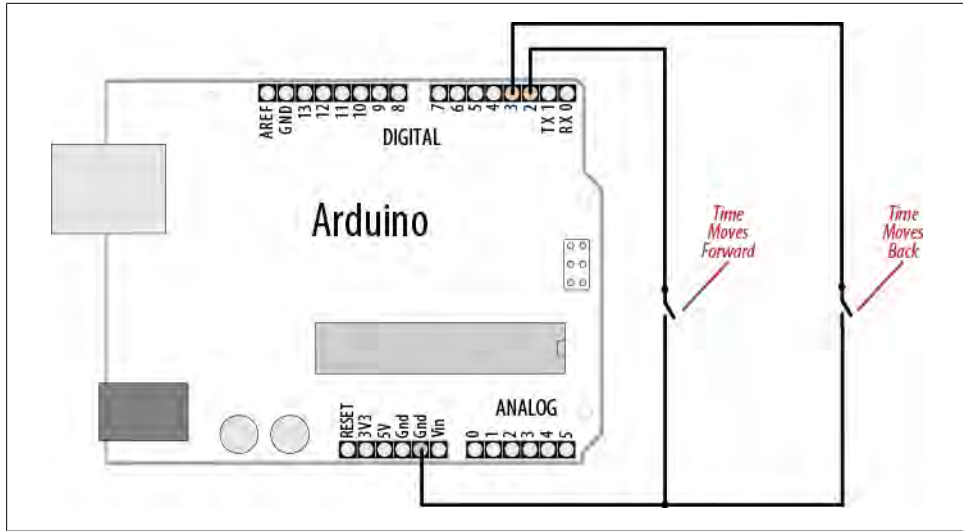 AREF GND 13 12 11 10 9 8 7 6 5 4 3 2 TX 1 RX 0
DIGITAL
Arduino
Time
Moves
Forward
Time
Moves
Back
ANALOG
RESET 3V3 5V Gnd Gnd Vin 0 1 2 3 4 5